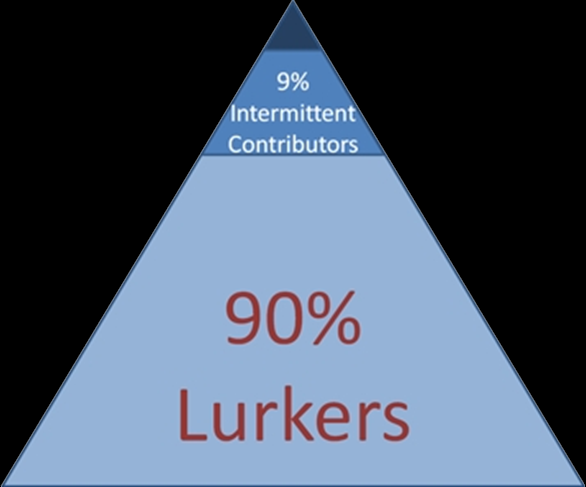 9%
Intermittent
Contributors
90%
Lurkers